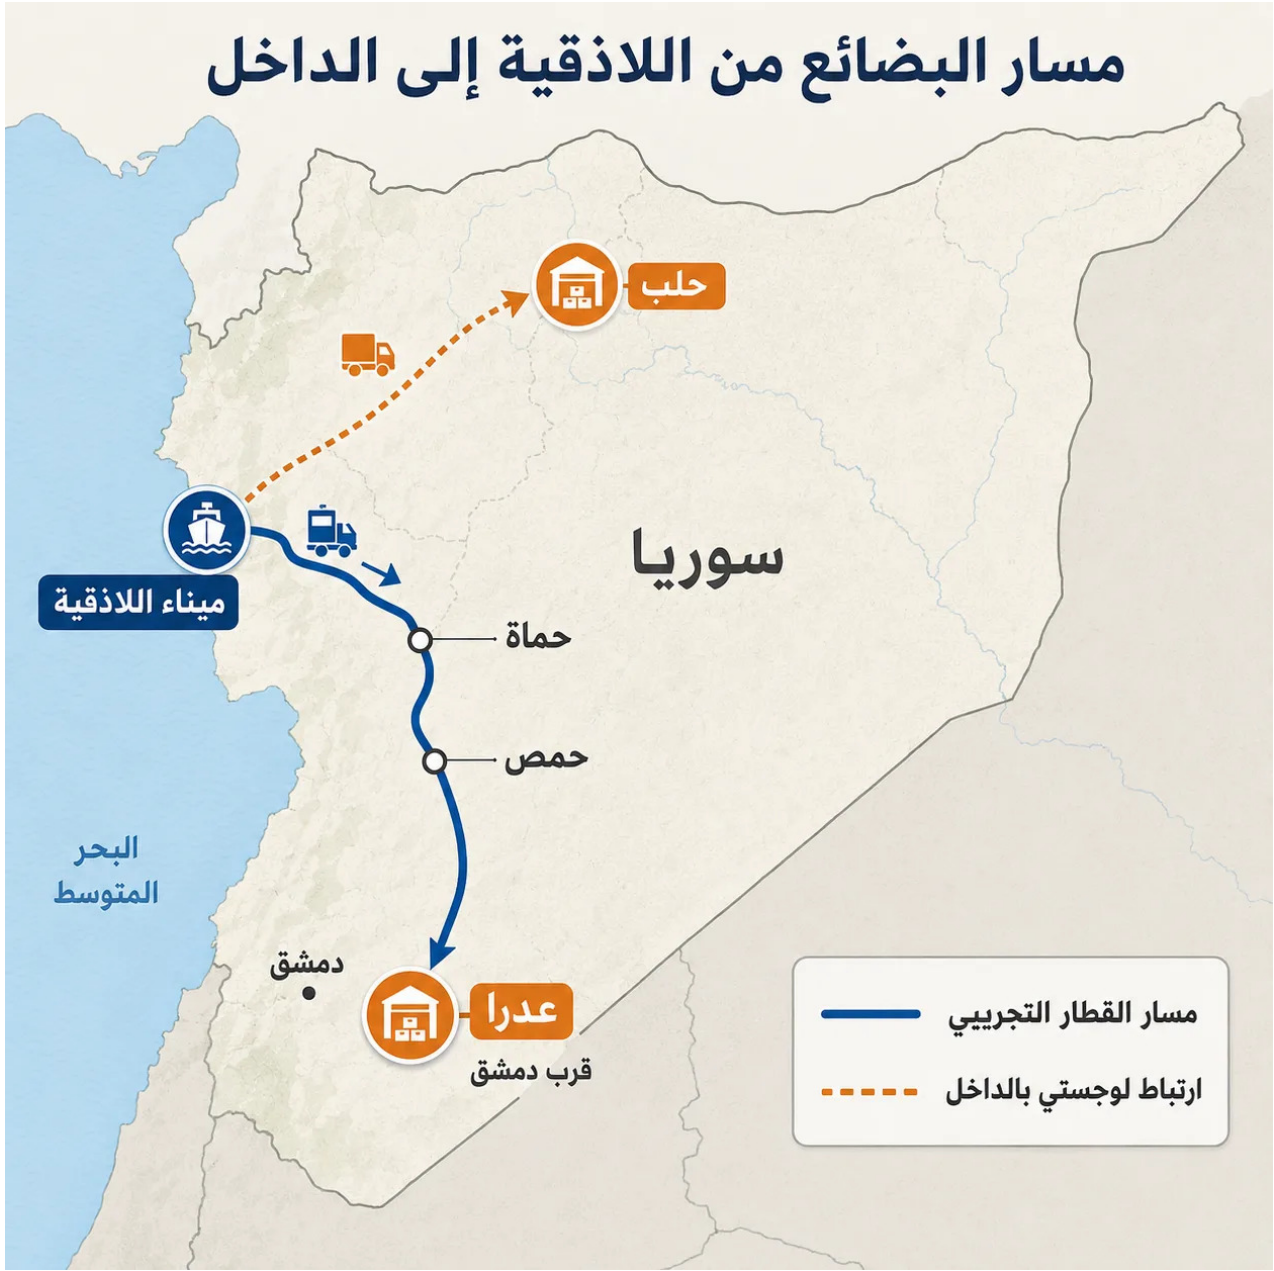 مسار البضائع من اللاذقية إلى الداخل
حلب
ميناء اللاذقية
سوريا
حماة
حمص
البحر
المتوسط
دمشق
عدرا
قرب دمشق
مسار القطار التجريبي
ارتباط لوجستي بالداخل